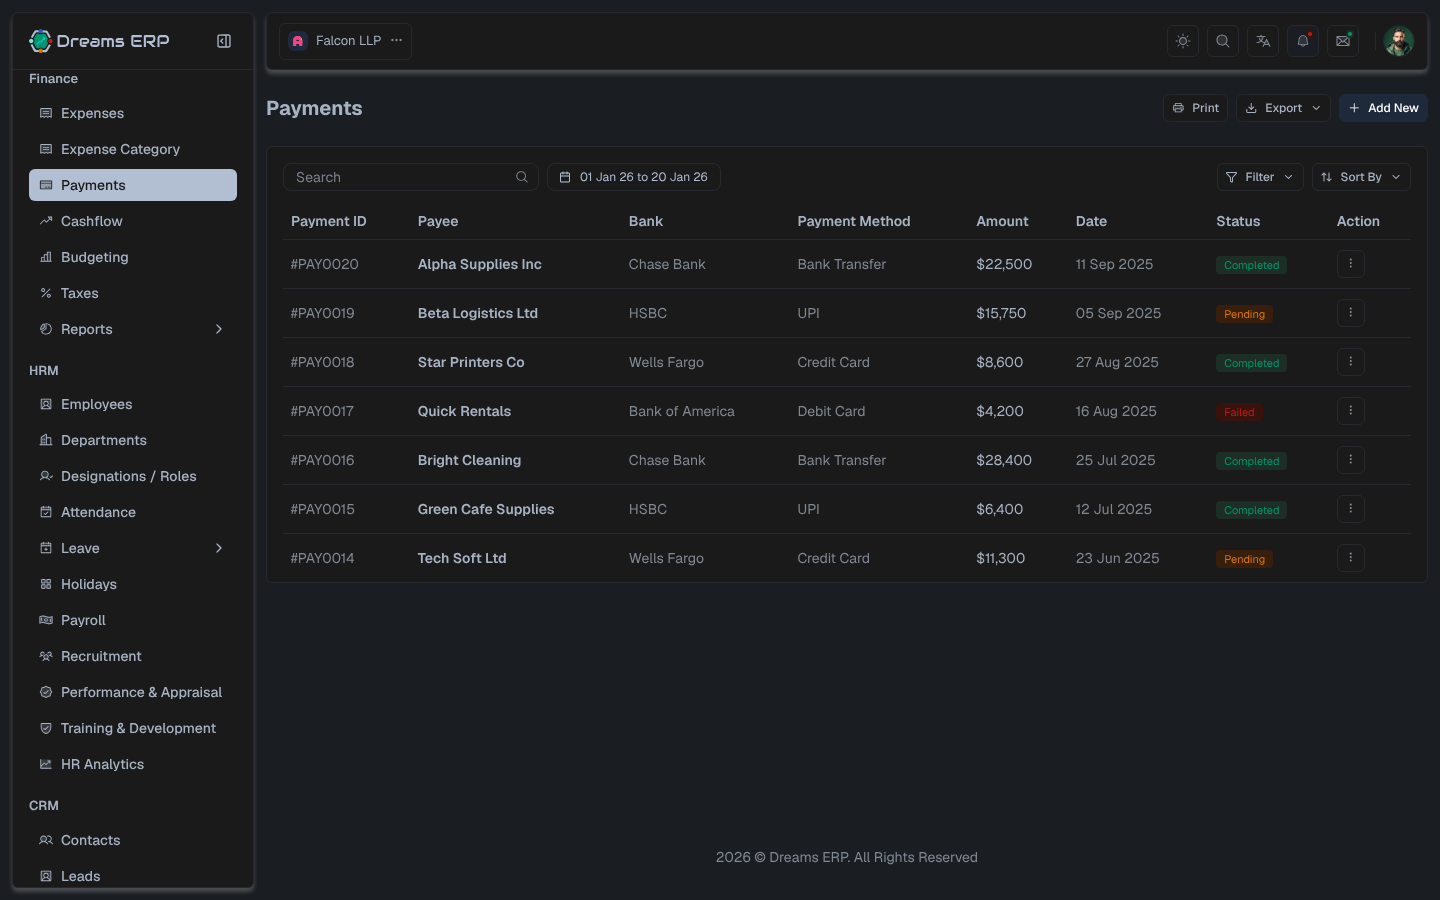 Dreams ERP
Finance
Expenses
Expense Category
Payments
Cashflow
Budgeting
Taxes
Reports
HRM
Employees
Departments
Designations / Roles
Attendance
Leave
Holidays
Payroll
Recruitment
Performance & Appraisal
Training & Development
HR Analytics
CRM
Contacts
Leads
Falcon LLP
Payments
Print
Export
Add New
Search
01 Jan 26 to 20 Jan 26
Filter
Sort By
Payment ID Payee Bank Payment Method Amount Date Status Action
#PAY0020 Alpha Supplies Inc Chase Bank Bank Transfer $22,500 11 Sep 2025 Completed
#PAY0019 Beta Logistics Ltd HSBC UPI $15,750 05 Sep 2025 Pending
#PAY0018 Star Printers Co Wells Fargo Credit Card $8,600 27 Aug 2025 Completed
#PAY0017 Quick Rentals Bank of America Debit Card $4,200 16 Aug 2025 Failed
#PAY0016 Bright Cleaning Chase Bank Bank Transfer $28,400 25 Jul 2025 Completed
#PAY0015 Green Cafe Supplies HSBC UPI $6,400 12 Jul 2025 Completed
#PAY0014 Tech Soft Ltd Wells Fargo Credit Card $11,300 23 Jun 2025 Pending
2026 © Dreams ERP. All Rights Reserved